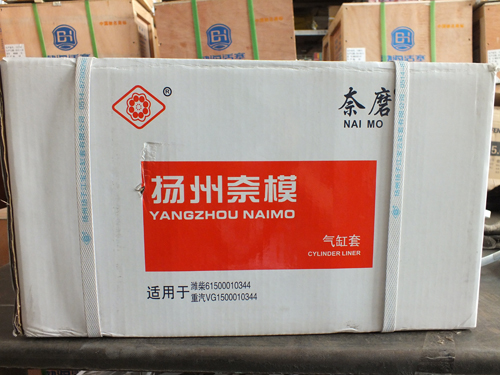 ®
奈磨
NAI MO
扬州奈模
YANGZHOU NAIMO
气缸套
CYLINDER LINER
适用于
潍柴61500010344
重汽VG1500010344